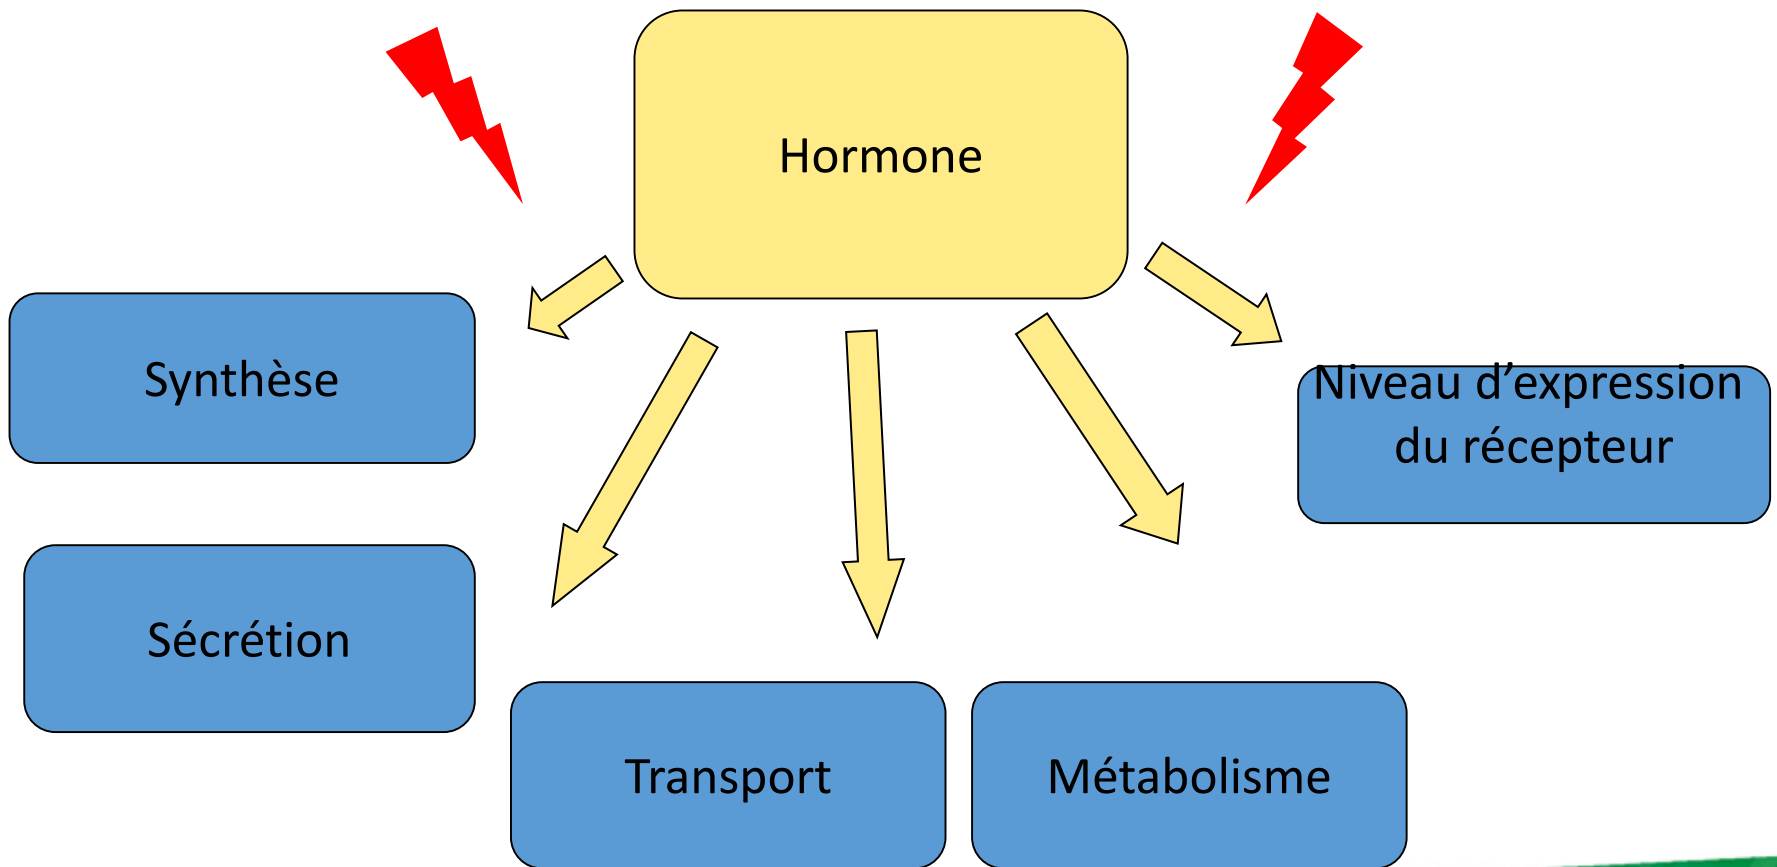 Hormone
Synthèse
Niveau d’expression
du récepteur
Sécrétion
Transport
Métabolisme